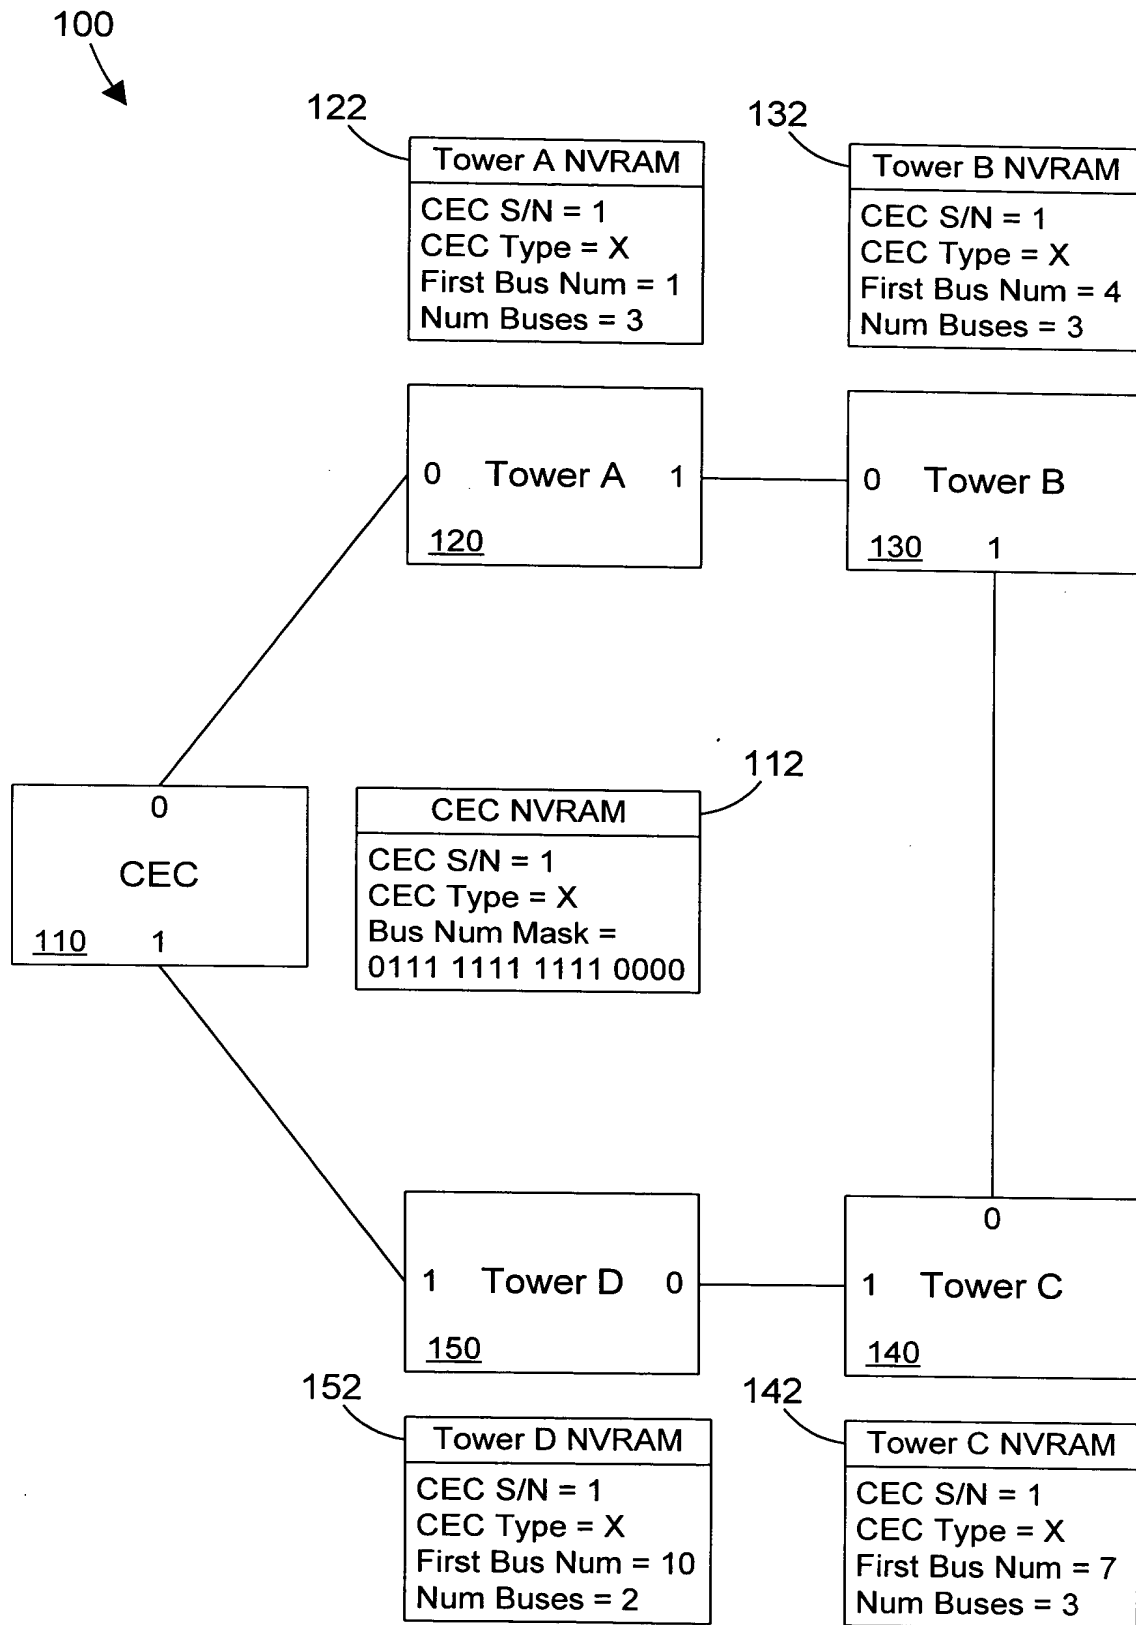 100
122
132
Tower A NVRAM
CEC S/N = 1
CEC Type = X
First Bus Num = 1
Num Buses = 3
Tower B NVRAM
CEC S/N = 1
CEC Type = X
First Bus Num = 4
Num Buses = 3
0 Tower A 1
120
0 Tower B
130 1
112
0
CEC
110 1
CEC NVRAM
CEC S/N = 1
CEC Type = X
Bus Num Mask =
0111 1111 1111 0000
1 Tower D 0
150
0
1 Tower C
140
152
142
Tower D NVRAM
CEC S/N = 1
CEC Type = X
First Bus Num = 10
Num Buses = 2
Tower C NVRAM
CEC S/N = 1
CEC Type = X
First Bus Num = 7
Num Buses = 3